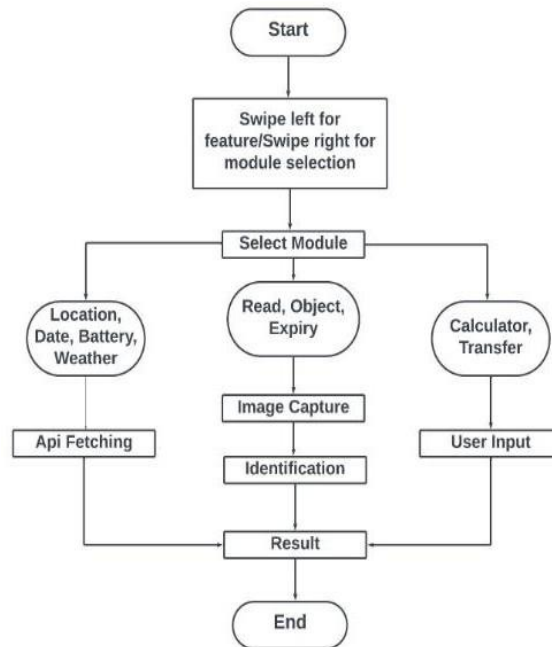 Start
Swipe left for
feature/Swipe right for
module selection
Select Module
Location,
Date, Battery,
Weather
Read, Object,
Expiry
Calculator,
Transfer
Image Capture
Api Fetching
User Input
Identification
Result
End